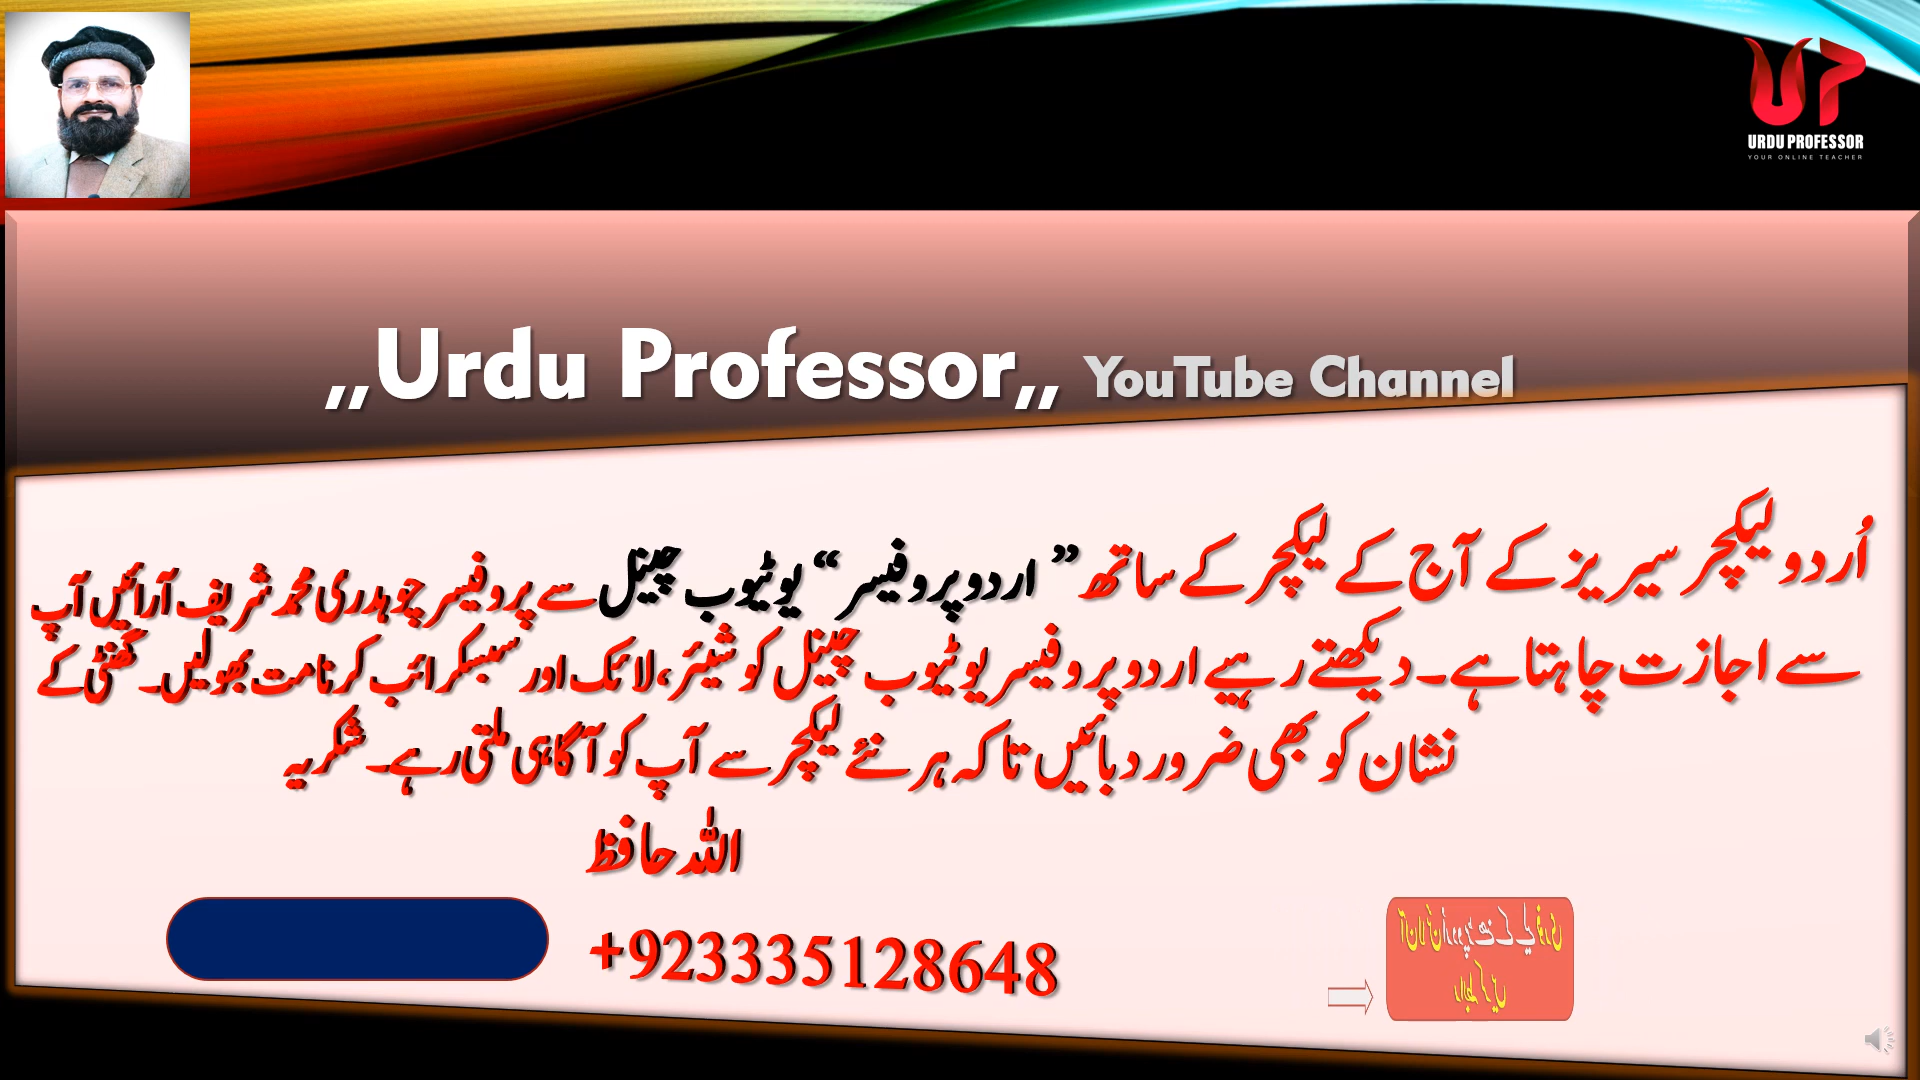 URDU PROFESSOR
YOUR ONLINE TEACHER
,,Urdu Professor,, YouTube Channel
اُردو لیکچر سیریز کے آج کے لیکچر کے ساتھ ” اردو پروفیسر “ یوٹیوب چینل سے پروفیسر چوہدری محمد شریف آرائیں آپ
سے اجازت چاہتا ہے۔ دیکھتے رہیے اردو پروفیسر یوٹیوب چینل کو شیئر، لائک اور سبسکرائب کرنا مت بھولیں۔ گھنٹی کے
نشان کو بھی ضرور دبائیں تاکہ ہر نئے لیکچر سے آپ کو آگاہی ملتی رہے۔ شکریہ
اللہ حافظ
+923335128648